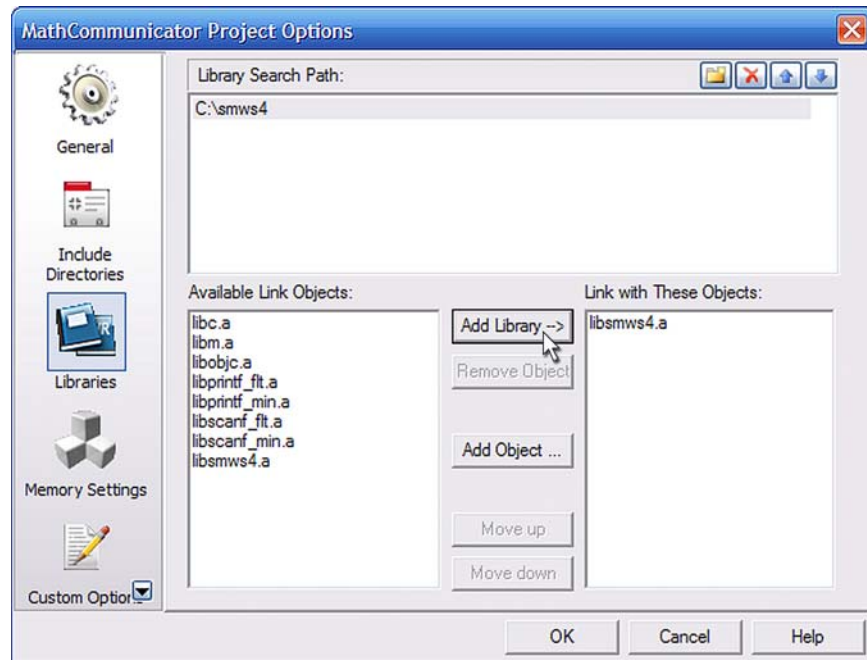 MathCommunicator Project Options
General
Include
Directories
Libraries
Memory Settings
Custom Option
Library Search Path:
C:\smws4
Available Link Objects:
libc.a
libm.a
libobjc.a
libprintf_flt.a
libprintf_min.a
libscanf_flt.a
libscanf_min.a
libsmws4.a
Add Library -->
Remove Object
Add Object ...
Move up
Move down
Link with These Objects:
libsmws4.a
OK
Cancel
Help